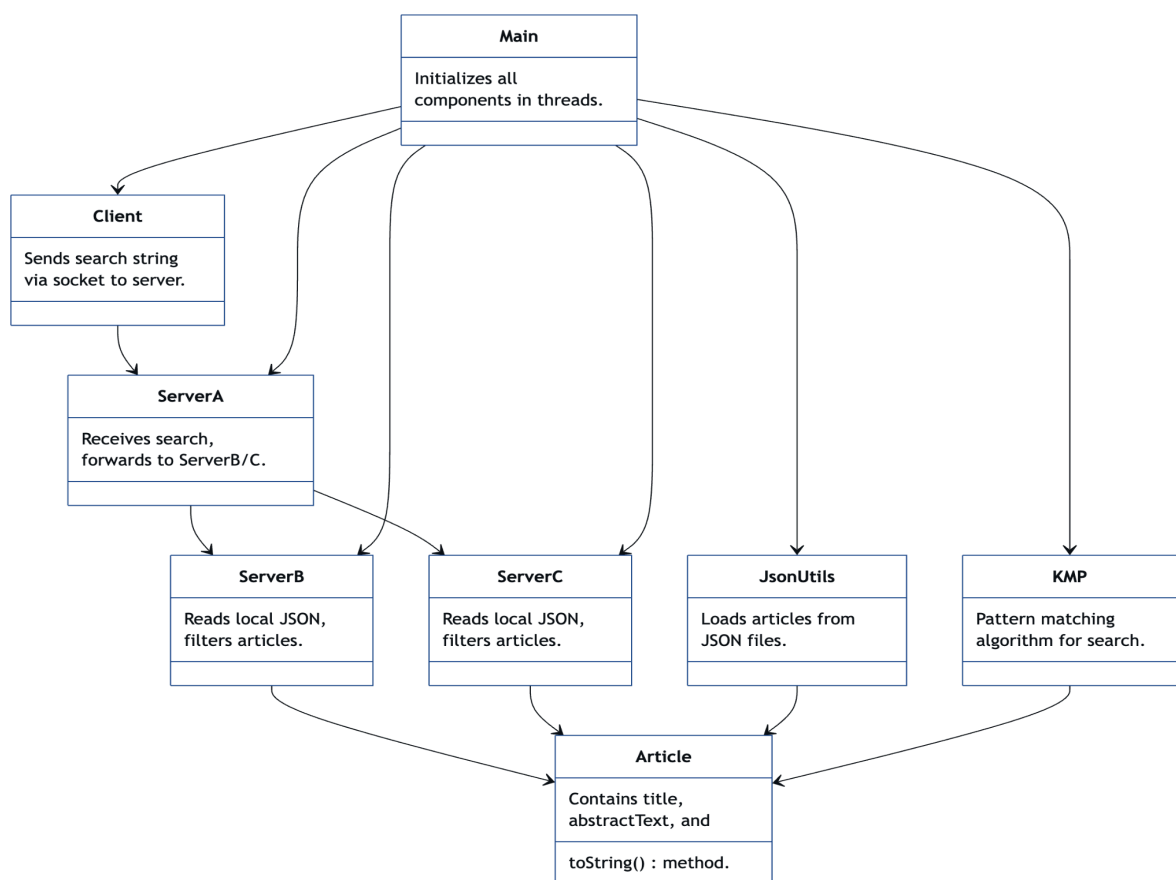 Main
Initializes all
components in threads.
Client
Sends search string
via socket to server.
ServerA
Receives search,
forwards to ServerB/C.
ServerB
Reads local JSON,
filters articles.
ServerC
Reads local JSON,
filters articles.
JsonUtils
Loads articles from
JSON files.
KMP
Pattern matching
algorithm for search.
Article
Contains title,
abstractText, and
toString() : method.